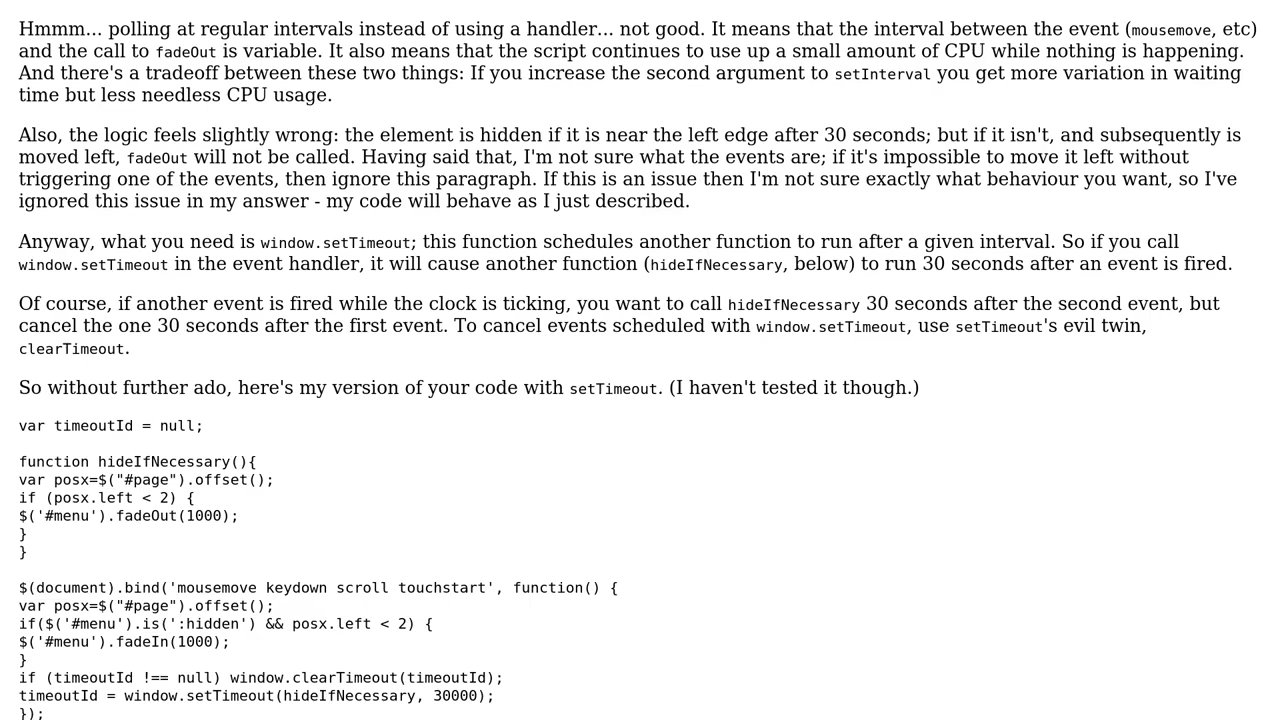 Hmmm... polling at regular intervals instead of using a handler... not good. It means that the interval between the event (mousemove, etc)
and the call to fadeOut is variable. It also means that the script continues to use up a small amount of CPU while nothing is happening.
And there's a tradeoff between these two things: If you increase the second argument to setInterval you get more variation in waiting
time but less needless CPU usage.
Also, the logic feels slightly wrong: the element is hidden if it is near the left edge after 30 seconds; but if it isn't, and subsequently is
moved left, fadeOut will not be called. Having said that, I'm not sure what the events are; if it's impossible to move it left without
triggering one of the events, then ignore this paragraph. If this is an issue then I'm not sure exactly what behaviour you want, so I've
ignored this issue in my answer - my code will behave as I just described.
Anyway, what you need is window.setTimeout; this function schedules another function to run after a given interval. So if you call
window.setTimeout in the event handler, it will cause another function (hideIfNecessary, below) to run 30 seconds after an event is fired.
Of course, if another event is fired while the clock is ticking, you want to call hideIfNecessary 30 seconds after the second event, but
cancel the one 30 seconds after the first event. To cancel events scheduled with window.setTimeout, use setTimeout's evil twin,
clearTimeout.
So without further ado, here's my version of your code with setTimeout. (I haven't tested it though.)
var timeoutId = null;
function hideIfNecessary(){
var posx=$("#page").offset();
if (posx.left < 2) {
$('#menu').fadeOut(1000);
}
}
$(document).bind('mousemove keydown scroll touchstart', function() {
var posx=$("#page").offset();
if($('#menu').is(':hidden') && posx.left < 2) {
$('#menu').fadeIn(1000);
}
if (timeoutId !== null) window.clearTimeout(timeoutId);
timeoutId = window.setTimeout(hideIfNecessary, 30000);
});